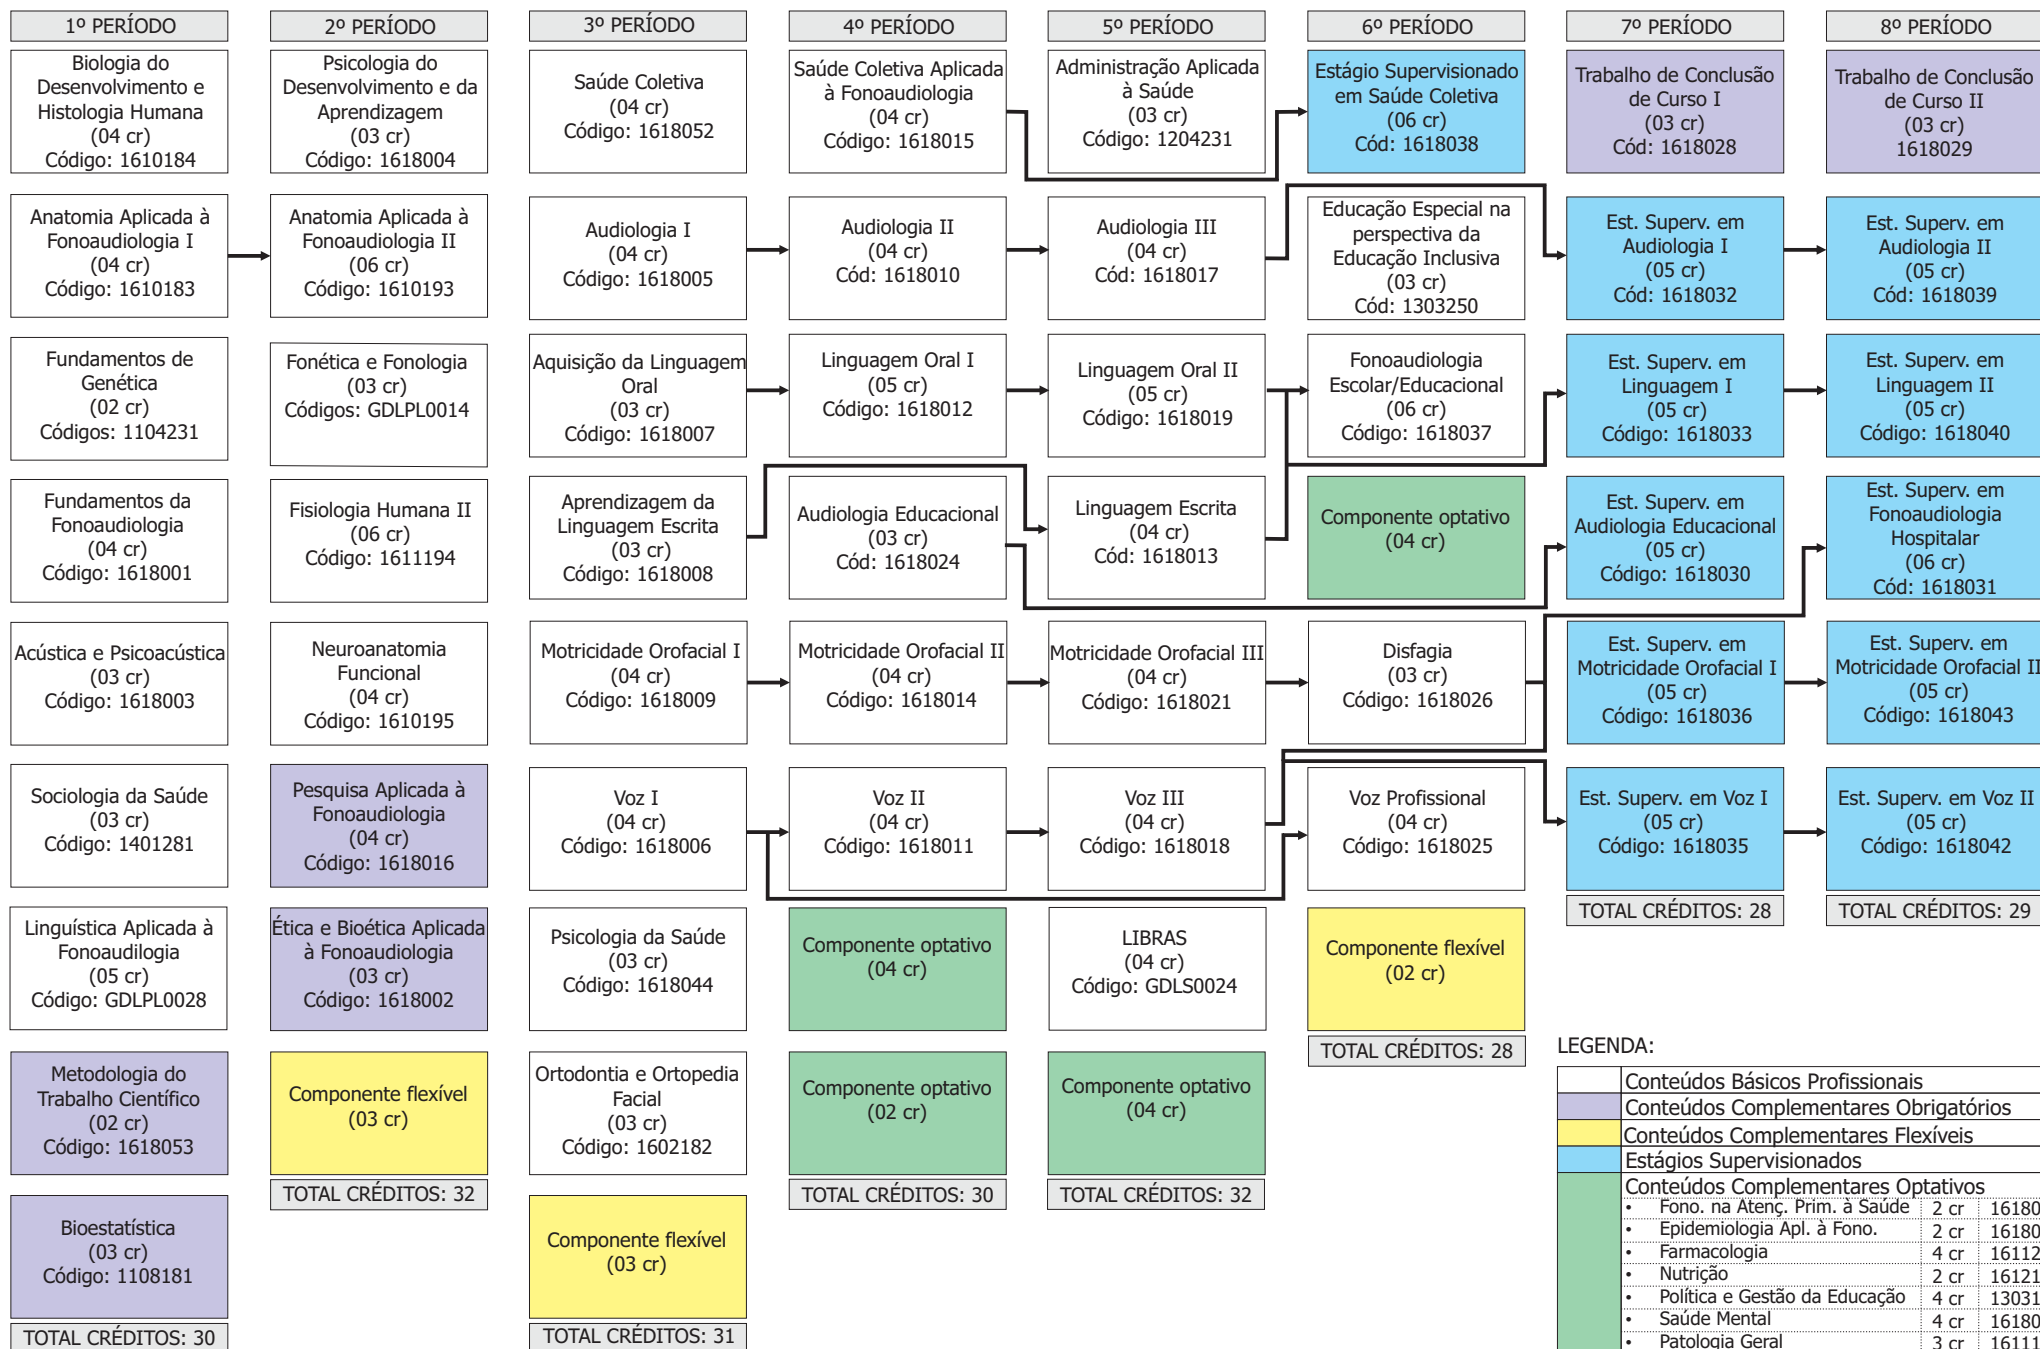 1º PERÍODO
Biologia do
Desenvolvimento e
Histologia Humana
(04 cr)
Código: 1610184
Anatomia Aplicada à
Fonoaudiologia I
(04 cr)
Código: 1610183
Fundamentos de
Genética
(02 cr)
Códigos: 1104231
Fundamentos da
Fonoaudiologia
(04 cr)
Código: 1618001
Acústica e Psicoacústica
(03 cr)
Código: 1618003
Sociologia da Saúde
(03 cr)
Código: 1401281
Linguística Aplicada à
Fonoaudilogia
(05 cr)
Código: GDLPL0028
Metodologia do
Trabalho Científico
(02 cr)
Código: 1618053
Bioestatística
(03 cr)
Código: 1108181
TOTAL CRÉDITOS: 30
2º PERÍODO
Psicologia do
Desenvolvimento e da
Aprendizagem
(03 cr)
Código: 1618004
Anatomia Aplicada à
Fonoaudiologia II
(06 cr)
Código: 1610193
Fonética e Fonologia
(03 cr)
Códigos: GDLPL0014
Fisiologia Humana II
(06 cr)
Código: 1611194
Neuroanatomia
Funcional
(04 cr)
Código: 1610195
Pesquisa Aplicada à
Fonoaudiologia
(04 cr)
Código: 1618016
Ética e Bioética Aplicada
à Fonoaudiologia
(03 cr)
Código: 1618002
Componente flexível
(03 cr)
TOTAL CRÉDITOS: 32
3º PERÍODO
Saúde Coletiva
(04 cr)
Código: 1618052
Audiologia I
(04 cr)
Código: 1618005
Aquisição da Linguagem
Oral
(03 cr)
Código: 1618007
Aprendizagem da
Linguagem Escrita
(03 cr)
Código: 1618008
Motricidade Orofacial I
(04 cr)
Código: 1618009
Voz I
(04 cr)
Código: 1618006
Psicologia da Saúde
(03 cr)
Código: 1618044
Ortodontia e Ortopedia
Facial
(03 cr)
Código: 1602182
Componente flexível
(03 cr)
TOTAL CRÉDITOS: 31
4º PERÍODO
Saúde Coletiva Aplicada
à Fonoaudiologia
(04 cr)
Código: 1618015
Audiologia II
(04 cr)
Cód: 1618010
Linguagem Oral I
(05 cr)
Código: 1618012
Audiologia Educacional
(03 cr)
Cód: 1618024
Motricidade Orofacial II
(04 cr)
Código: 1618014
Voz II
(04 cr)
Código: 1618011
Componente optativo
(04 cr)
Componente optativo
(02 cr)
TOTAL CRÉDITOS: 30
5º PERÍODO
Administração Aplicada
à Saúde
(03 cr)
Código: 1204231
Audiologia III
(04 cr)
Cód: 1618017
Linguagem Oral II
(05 cr)
Código: 1618019
Linguagem Escrita
(04 cr)
Cód: 1618013
Motricidade Orofacial III
(04 cr)
Código: 1618021
Voz III
(04 cr)
Código: 1618018
LIBRAS
(04 cr)
Código: GDLS0024
Componente optativo
(04 cr)
TOTAL CRÉDITOS: 32
6º PERÍODO
Estágio Supervisionado
em Saúde Coletiva
(06 cr)
Cód: 1618038
Educação Especial na
perspectiva da
Educação Inclusiva
(03 cr)
Cód: 1303250
Fonoaudiologia
Escolar/Educacional
(06 cr)
Código: 1618037
Componente optativo
(04 cr)
Disfagia
(03 cr)
Código: 1618026
Voz Profissional
(04 cr)
Código: 1618025
Componente flexível
(02 cr)
TOTAL CRÉDITOS: 28
7º PERÍODO
Trabalho de Conclusão
de Curso I
(03 cr)
Cód: 1618028
Est. Superv. em
Audiologia I
(05 cr)
Cód: 1618032
Est. Superv. em
Linguagem I
(05 cr)
Código: 1618033
Est. Superv. em
Audiologia Educacional
(05 cr)
Código: 1618030
Est. Superv. em
Motricidade Orofacial I
(05 cr)
Código: 1618036
Est. Superv. em Voz I
(05 cr)
Código: 1618035
TOTAL CRÉDITOS: 28
8º PERÍODO
Trabalho de Conclusão
de Curso II
(03 cr)
1618029
Est. Superv. em
Audiologia II
(05 cr)
Cód: 1618039
Est. Superv. em
Linguagem II
(05 cr)
Código: 1618040
Est. Superv. em
Fonoaudiologia
Hospitalar
(06 cr)
Cód: 1618031
Est. Superv. em
Motricidade Orofacial II
(05 cr)
Código: 1618043
Est. Superv. em Voz II
(05 cr)
Código: 1618042
TOTAL CRÉDITOS: 29
LEGENDA:
Conteúdos Básicos Profissionais
Conteúdos Complementares Obrigatórios
Conteúdos Complementares Flexíveis
Estágios Supervisionados
Conteúdos Complementares Optativos
• Fono. na Atenç. Prim. à Saúde 2 cr 16180
• Epidemiologia Apl. à Fono. 2 cr 16180
• Farmacologia 4 cr 16112
• Nutrição 2 cr 16121
• Política e Gestão da Educação 4 cr 13031
• Saúde Mental 4 cr 16180
• Patologia Geral 3 cr 16111